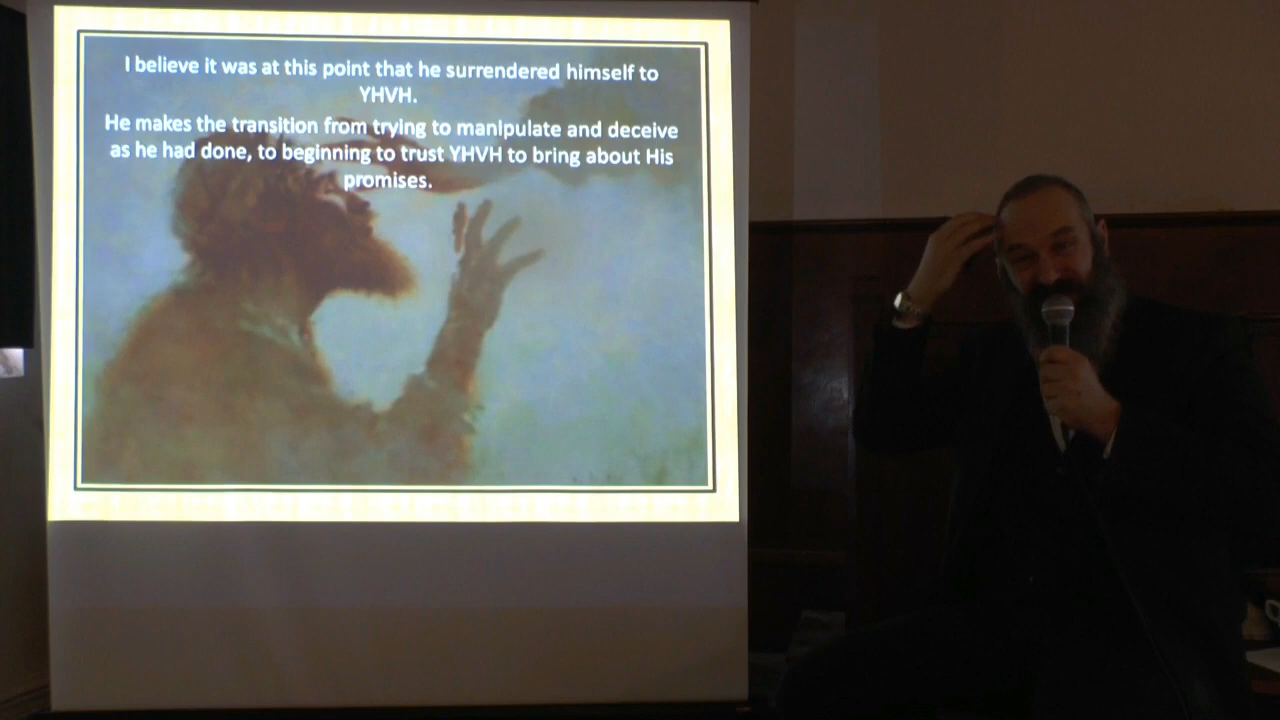 I believe it was at this point that he surrendered himself to
YHVH.
He makes the transition from trying to manipulate and deceive
as he had done, to beginning to trust YHVH to bring about His
promises.